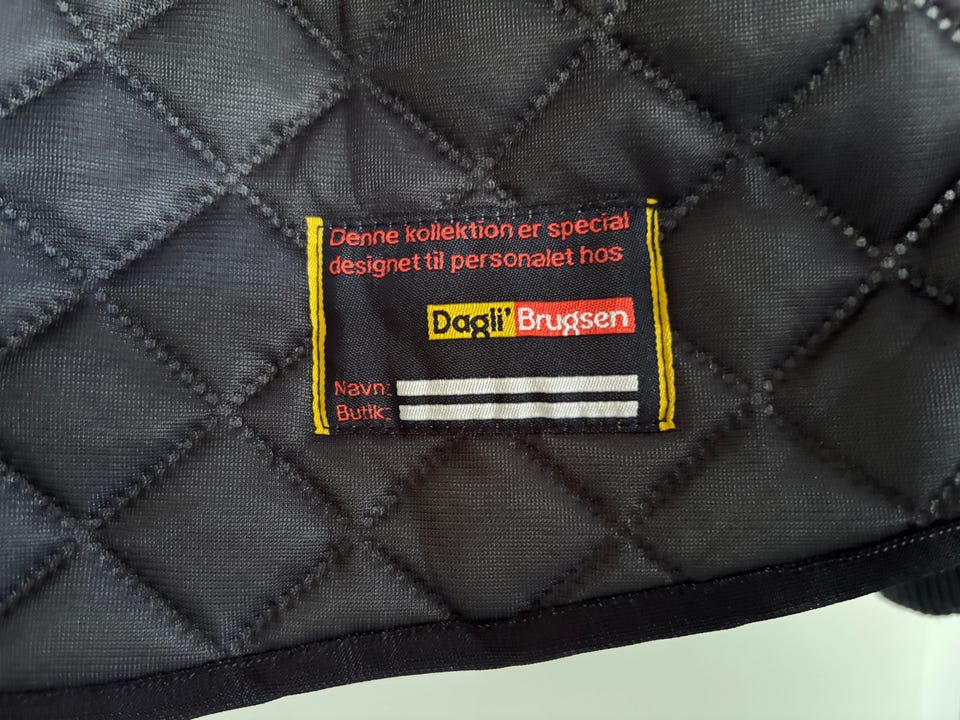 Denne kollektion er special
designet til personalet hos
Dagli' Brugsen
Navn:
Butik: